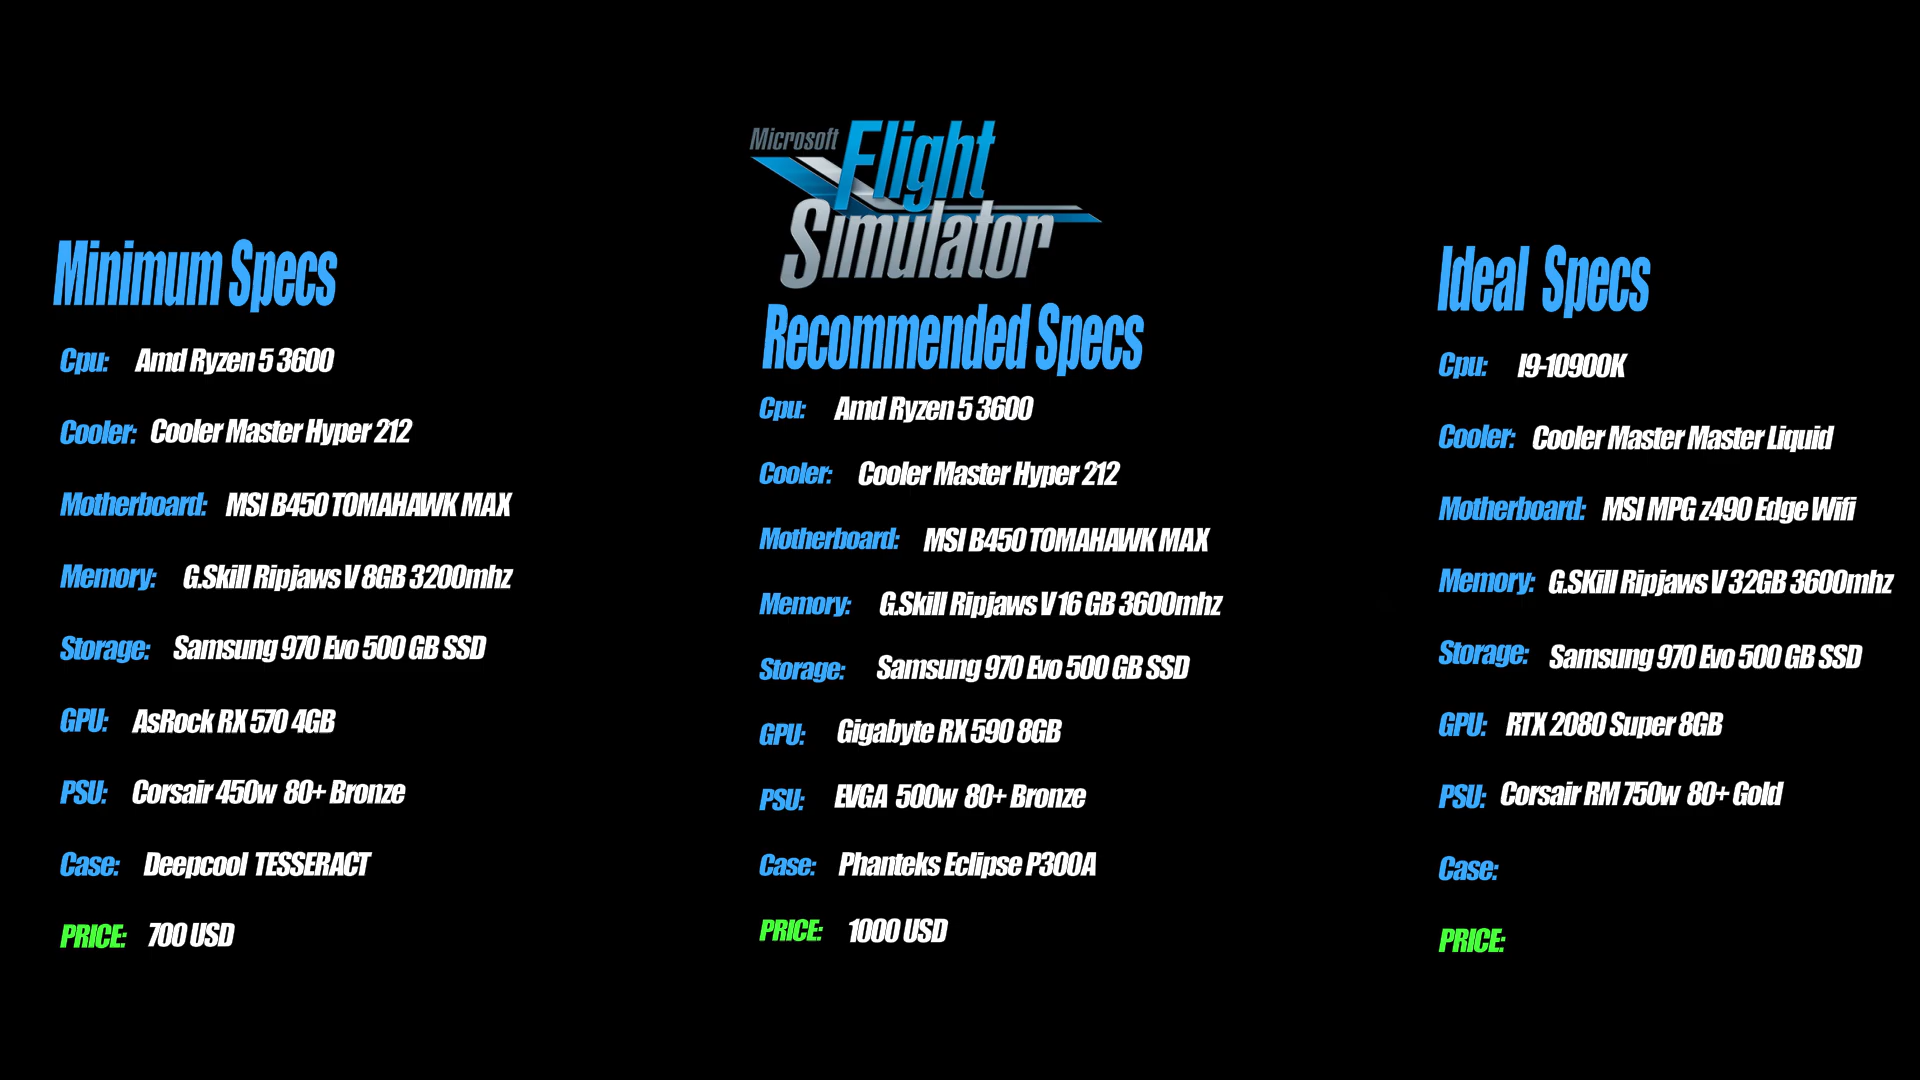 Minimum Specs
Cpu: Amd Ryzen 5 3600
Cooler: Cooler Master Hyper 212
Motherboard: MSI B450 TOMAHAWK MAX
Memory: G.Skill Ripjaws V 8GB 3200mhz
Storage: Samsung 970 Evo 500 GB SSD
GPU: AsRock RX 570 4GB
PSU: Corsair 450w 80+ Bronze
Case: Deepcool TESSERACT
PRICE: 700 USD
Microsoft Flight
Simulator
Recommended Specs
Cpu: Amd Ryzen 5 3600
Cooler: Cooler Master Hyper 212
Motherboard: MSI B450 TOMAHAWK MAX
Memory: G.Skill Ripjaws V 16 GB 3600mhz
Storage: Samsung 970 Evo 500 GB SSD
GPU: Gigabyte RX 590 8GB
PSU: EVGA 500w 80+ Bronze
Case: Phanteks Eclipse P300A
PRICE: 1000 USD
Ideal Specs
Cpu: I9-10900K
Cooler: Cooler Master Master Liquid
Motherboard: MSI MPG z490 Edge Wifi
Memory: G.SKill Ripjaws V 32GB 3600mhz
Storage: Samsung 970 Evo 500 GB SSD
GPU: RTX 2080 Super 8GB
PSU: Corsair RM 750w 80+ Gold
Case:
PRICE: